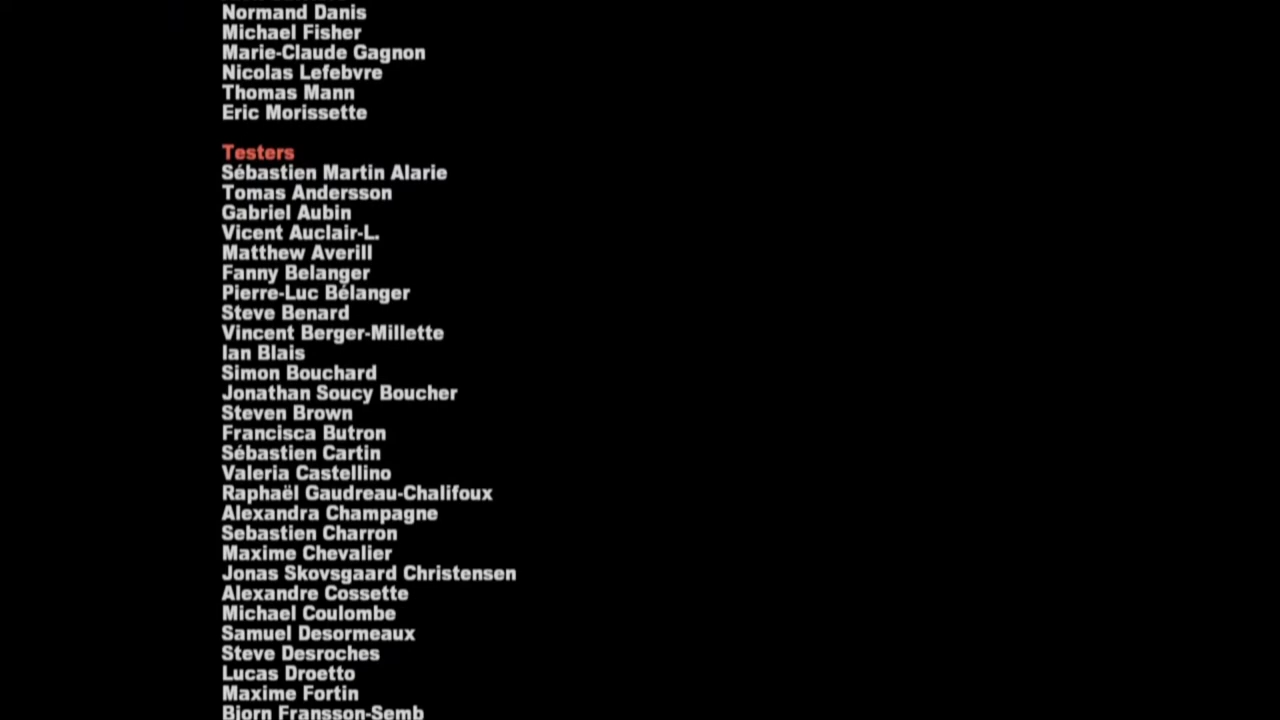 Normand Danis
Michael Fisher
Marie-Claude Gagnon
Nicolas Lefebvre
Thomas Mann
Eric Morissette
Testers
Sébastien Martin Alarie
Tomas Andersson
Gabriel Aubin
Vicent Auclair-L.
Matthew Averill
Fanny Belanger
Pierre-Luc Bélanger
Steve Benard
Vincent Berger-Millette
Ian Blais
Simon Bouchard
Jonathan Soucy Boucher
Steven Brown
Francisca Butron
Sébastien Cartin
Valeria Castellino
Raphaël Gaudreau-Chalifoux
Alexandra Champagne
Sebastien Charron
Maxime Chevalier
Jonas Skovsgaard Christensen
Alexandre Cossette
Michael Coulombe
Samuel Desormeaux
Steve Desroches
Lucas Droetto
Maxime Fortin
Bjorn Fransson-Semb